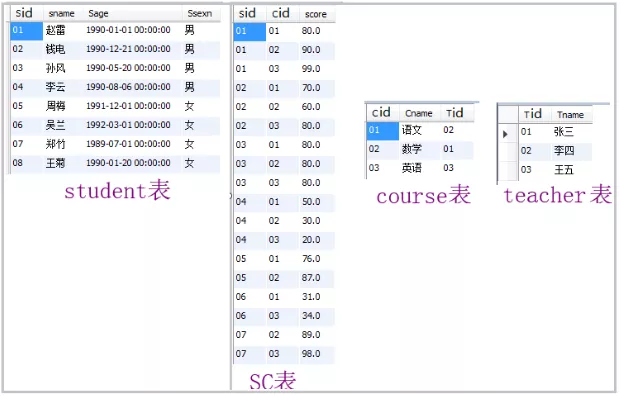 sid sname Sage Ssexn
01 赵雷 1990-01-01 00:00:00 男
02 钱电 1990-12-21 00:00:00 男
03 孙风 1990-05-20 00:00:00 男
04 李云 1990-08-06 00:00:00 男
05 周梅 1991-12-01 00:00:00 女
06 吴兰 1992-03-01 00:00:00 女
07 郑竹 1989-07-01 00:00:00 女
08 王菊 1990-01-20 00:00:00 女
student表
sid cid score
01 01 80.0
01 02 90.0
01 03 99.0
02 01 70.0
02 02 60.0
02 03 80.0
03 01 80.0
03 02 80.0
03 03 80.0
04 01 50.0
04 02 30.0
04 03 20.0
05 01 76.0
05 02 87.0
06 01 31.0
06 03 34.0
07 02 89.0
07 03 98.0
SC表
cid Cname Tid
01 语文 02
02 数学 01
03 英语 03
course表
Tid Tname
01 张三
02 李四
03 王五
teacher表